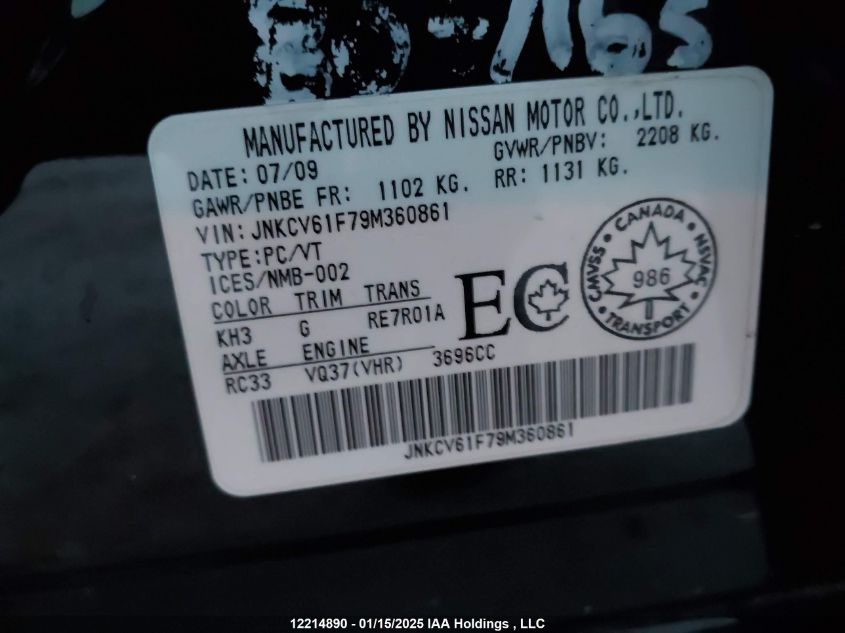 MANUFACTURED BY NISSAN MOTOR CO.,LTD.
DATE: 07/09 GVWR/PNBV: 2208 KG.
GAWR/PNBE FR: 1102 KG. RR: 1131 KG.
VIN: JNKCV61F79M360861
TYPE:PC/VT
ICES/NMB-002
COLOR TRIM TRANS
KH3 G RE7R01A
AXLE ENGINE
RC33 VQ37(VHR) 3696CC
EC
CANADA
CMVSS NSVAC
986
TRANSPORT
JNKCV61F79M360861
12214890 - 01/15/2025 IAA Holdings , LLC